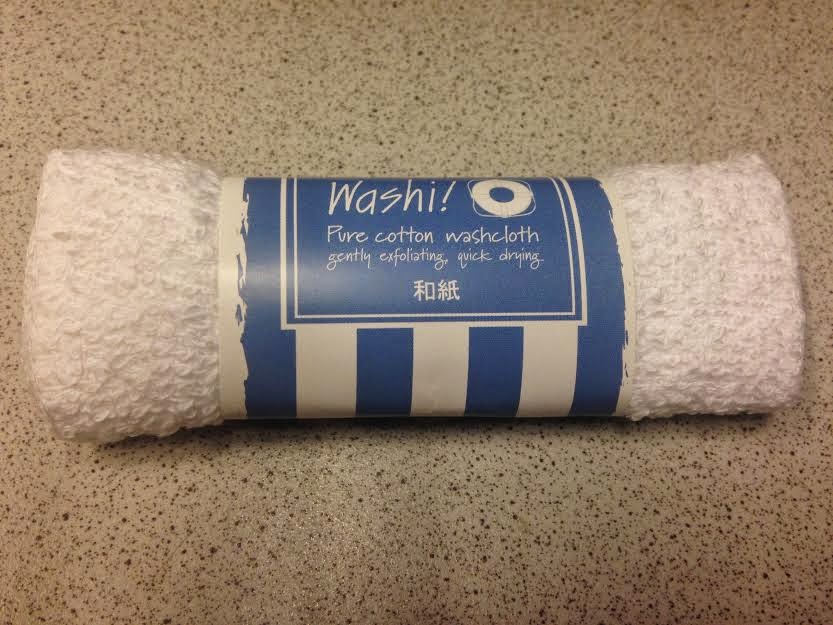 Washi!
Pure cotton washcloth
gently exfoliating, quick drying
和紙